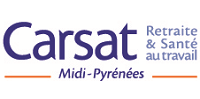 Carsat
Retraite
& Santé
au travail
Midi-Pyrénées